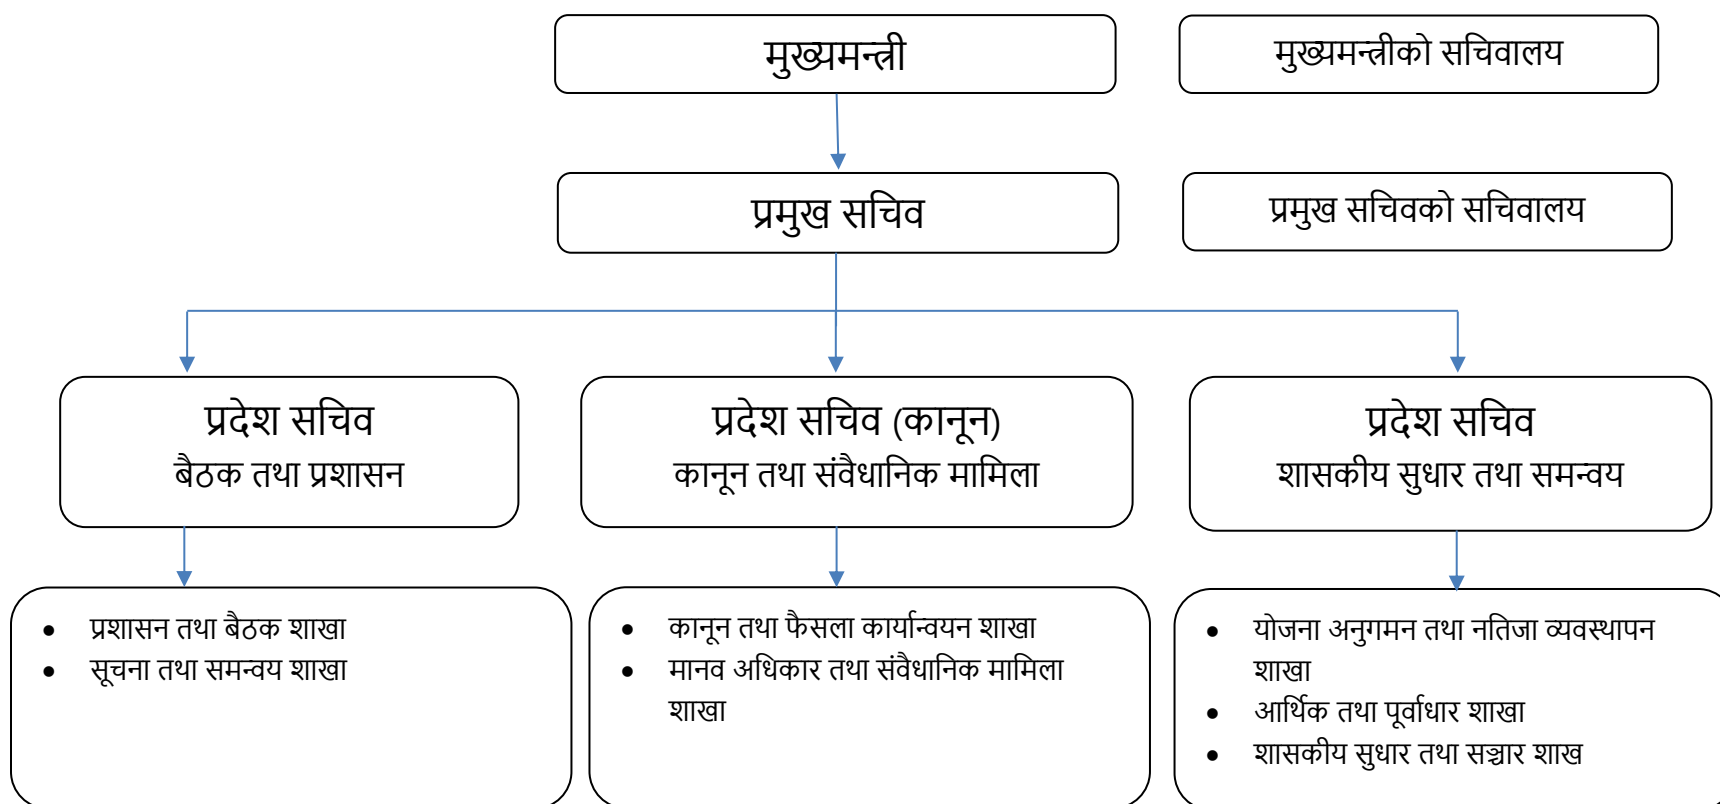 मुख्यमन्त्री
मुख्यमन्त्रीको सचिवालय
प्रमुख सचिव
प्रमुख सचिवको सचिवालय
प्रदेश सचिव
बैठक तथा प्रशासन
प्रदेश सचिव (कानून)
कानून तथा संवैधानिक मामिला
प्रदेश सचिव
शासकीय सुधार तथा समन्वय
• प्रशासन तथा बैठक शाखा
• सूचना तथा समन्वय शाखा
• कानून तथा फैसला कार्यान्वयन शाखा
• मानव अधिकार तथा संवैधानिक मामिला
शाखा
• योजना अनुगमन तथा नतिजा व्यवस्थापन
शाखा
• आर्थिक तथा पूर्वाधार शाखा
• शासकीय सुधार तथा सञ्चार शाख